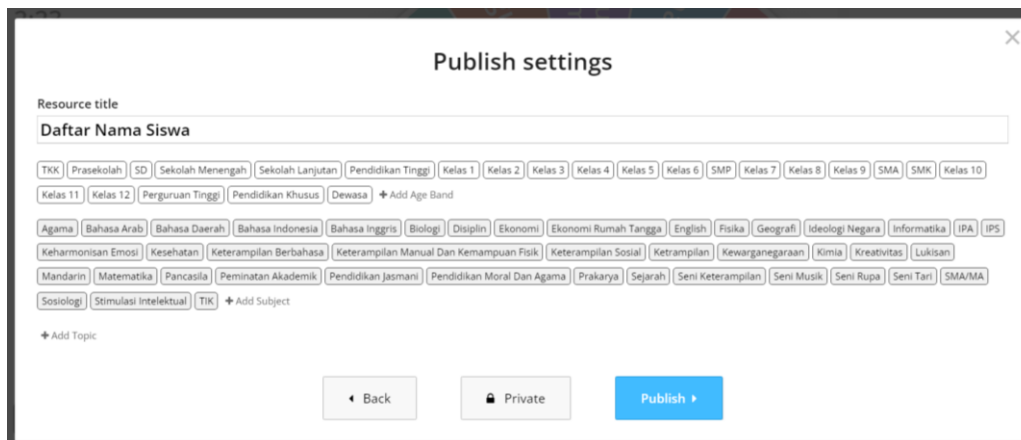 Publish settings
Resource title
Daftar Nama Siswa
TKK Prasekolah SD Sekolah Menengah Sekolah Lanjutan Pendidikan Tinggi Kelas 1 Kelas 2 Kelas 3 Kelas 4 Kelas 5 Kelas 6 SMP Kelas 7 Kelas 8 Kelas 9 SMA SMK Kelas 10
Kelas 11 Kelas 12 Perguruan Tinggi Pendidikan Khusus Dewasa + Add Age Band
Agama Bahasa Arab Bahasa Daerah Bahasa Indonesia Bahasa Inggris Biologi Disiplin Ekonomi Ekonomi Rumah Tangga English Fisika Geografi Ideologi Negara Informatika IPA IPS
Keharmonisan Emosi Kesehatan Keterampilan Berbahasa Keterampilan Manual Dan Kemampuan Fisik Keterampilan Sosial Ketrampilan Kewarganegaraan Kimia Kreativitas Lukisan
Mandarin Matematika Pancasila Peminatan Akademik Pendidikan Jasmani Pendidikan Moral Dan Agama Prakarya Sejarah Seni Keterampilan Seni Musik Seni Rupa Seni Tari SMA/MA
Sosiologi Stimulasi Intelektual TIK + Add Subject
+ Add Topic
Back Private Publish